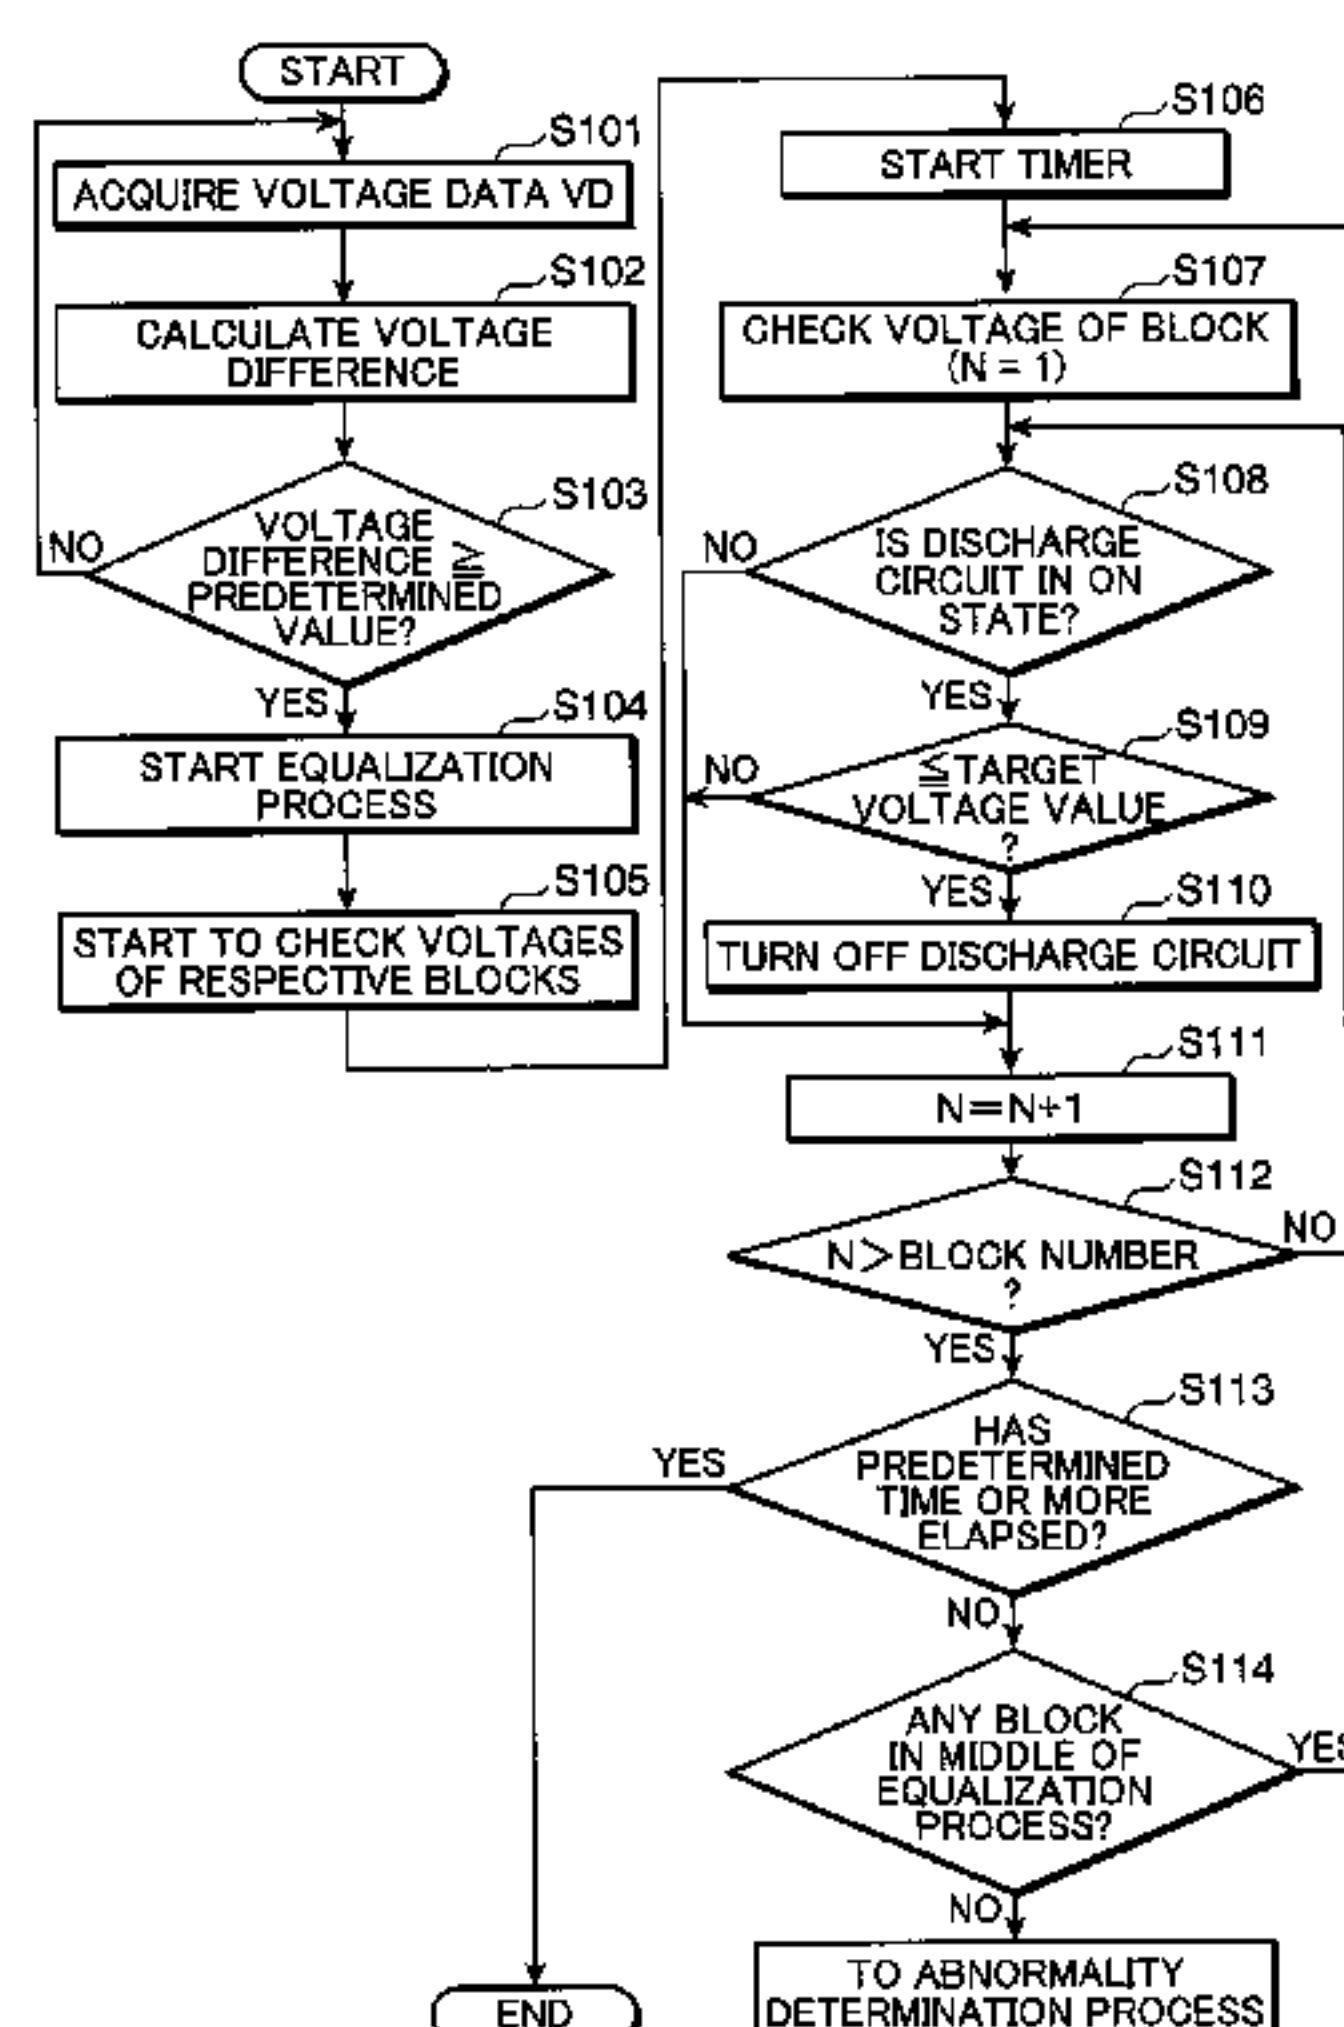 START
S101
ACQUIRE VOLTAGE DATA VD
S102
CALCULATE VOLTAGE
DIFFERENCE
S103
VOLTAGE
DIFFERENCE ≧
PREDETERMINED
VALUE?
NO
YES
S104
START EQUALIZATION
PROCESS
S105
START TO CHECK VOLTAGES
OF RESPECTIVE BLOCKS
S106
START TIMER
S107
CHECK VOLTAGE OF BLOCK
(N = 1)
S108
IS DISCHARGE
CIRCUIT IN ON
STATE?
NO
YES
S109
≦TARGET
VOLTAGE VALUE
?
NO
YES
S110
TURN OFF DISCHARGE CIRCUIT
S111
N=N+1
S112
N>BLOCK NUMBER
?
NO
YES
S113
HAS
PREDETERMINED
TIME OR MORE
ELAPSED?
YES
NO
S114
ANY BLOCK
IN MIDDLE OF
EQUALIZATION
PROCESS?
YES
NO
TO ABNORMALITY
DETERMINATION PROCESS
END